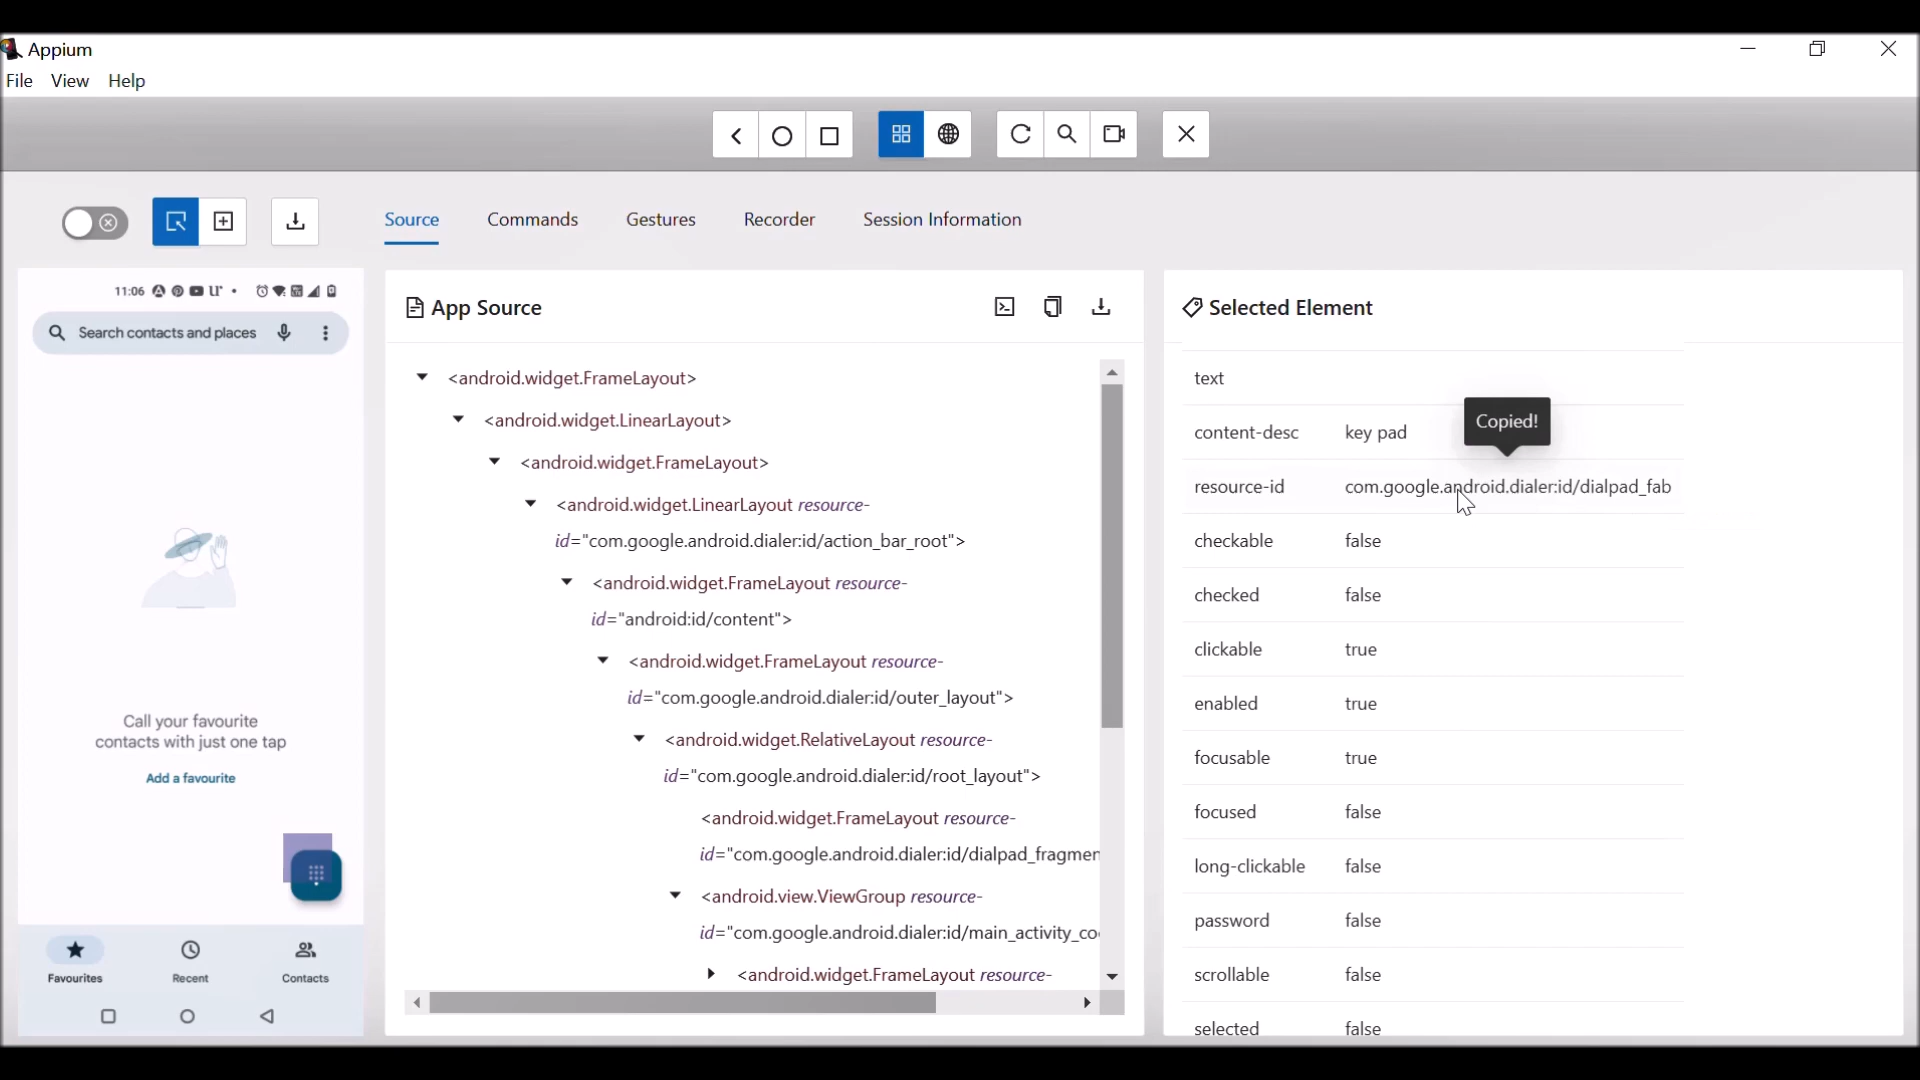 Appium
File View Help
Source Commands Gestures Recorder Session Information
11:06
Search contacts and places
Call your favourite
contacts with just one tap
Add a favourite
Favourites Recent Contacts
App Source
<android.widget.FrameLayout>
<android.widget.LinearLayout>
<android.widget.FrameLayout>
<android.widget.LinearLayout resource-
id="com.google.android.dialer:id/action_bar_root">
<android.widget.FrameLayout resource-
id="android:id/content">
<android.widget.FrameLayout resource-
id="com.google.android.dialer:id/outer_layout">
<android.widget.RelativeLayout resource-
id="com.google.android.dialer:id/root_layout">
<android.widget.FrameLayout resource-
id="com.google.android.dialer:id/dialpad_fragmen
<android.view.ViewGroup resource-
id="com.google.android.dialer:id/main_activity_co
<android.widget.FrameLayout resource-
Selected Element
text
Copied!
content-desc key pad
resource-id com.google.android.dialer:id/dialpad_fab
checkable false
checked false
clickable true
enabled true
focusable true
focused false
long-clickable false
password false
scrollable false
selected false